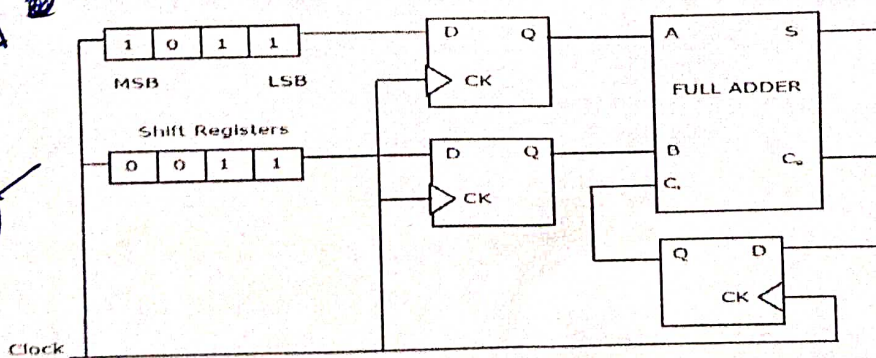 1 0 1 1
MSB LSB
Shift Registers
0 0 1 1
D Q
CK
D Q
CK
A S
FULL ADDER
B
Cᵢ Cₒ
Q D
CK
Clock